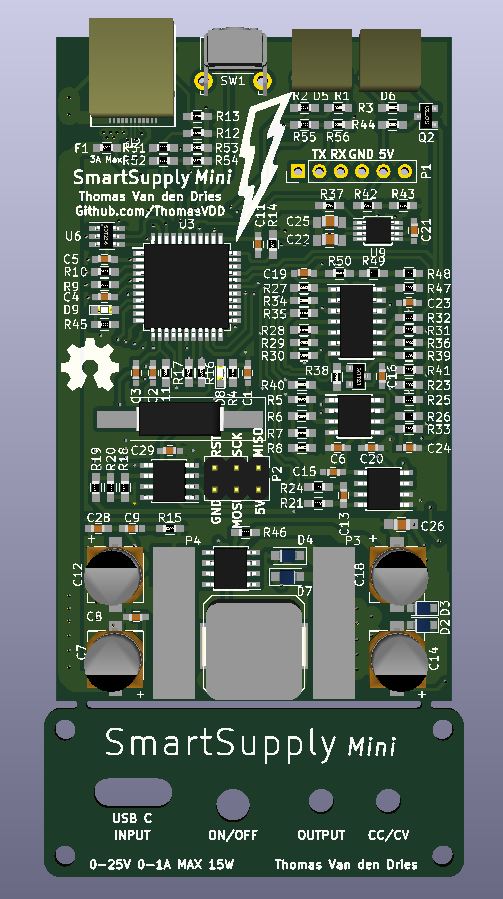 SW1
R13
R12
R53
R54
R51
R52
F1
3A Max
R2 D5 R1
D6
R3
R44
R55 R56
Q2
TX RX GND 5V
P1
SmartSupply Mini
Thomas Van den Dries
Github.com/ThomasVDD
U3
C11
R14
R37 R42 R43
C25
C22
C21
U9
U6
C5
R10
R9
C4
D9
R45
C19
R50 R49
R48
R27
R47
R34
C23
R35
R32
R28
R31
R29
R36
R30
R39
R38
C16
R41
R40
R23
R5
R25
R6
R26
R7
R33
R8
C24
C3
C2
R17
R16
R4
C1
C29
RST
SCK
MISO
P2
GND
MOSI
5V
R19
R20
R18
C6
C20
C15
R24
R21
C13
C28
C9
R15
R46
C26
P4
D4
P3
D7
C12
C18
C8
C7
D3
D2
C14
SmartSupply Mini
USB C
INPUT
ON/OFF
OUTPUT
CC/CV
0-25V 0-1A MAX 15W
Thomas Van den Dries